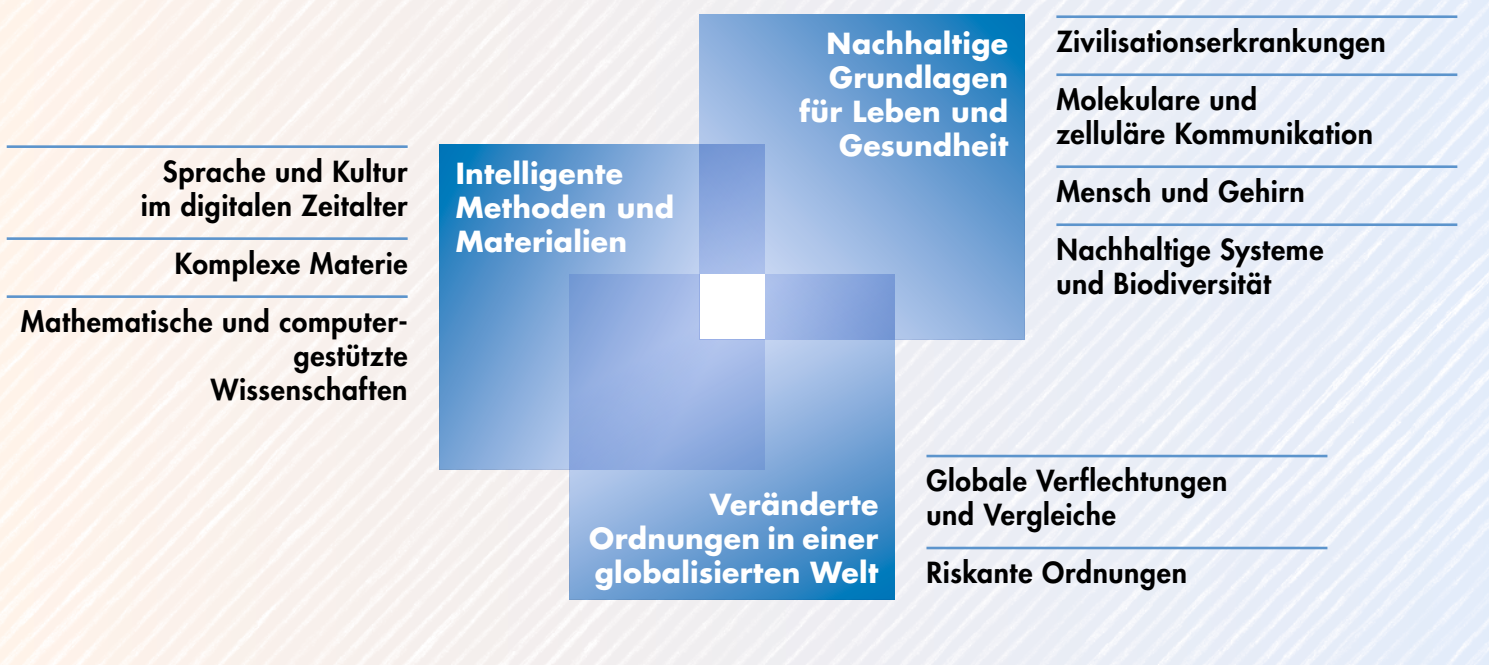 Nachhaltige
Grundlagen
für Leben und
Gesundheit
Zivilisationserkrankungen
Molekulare und
zelluläre Kommunikation
Mensch und Gehirn
Nachhaltige Systeme
und Biodiversität
Sprache und Kultur
im digitalen Zeitalter
Komplexe Materie
Mathematische und computer-
gestützte
Wissenschaften
Intelligente
Methoden und
Materialien
Veränderte
Ordnungen in einer
globalisierten Welt
Globale Verflechtungen
und Vergleiche
Riskante Ordnungen